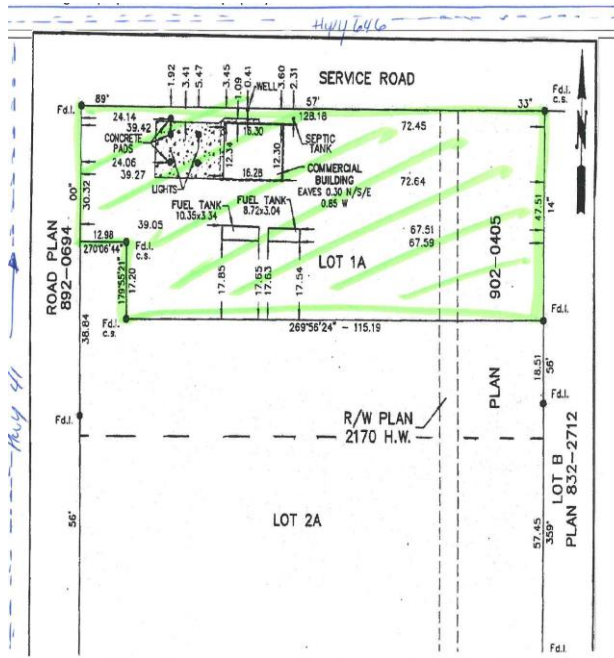 Hwy 646
SERVICE ROAD
1.92
3.41
5.47
3.45
1.09
0.41
3.60
2.31
WELL
89°
57'
33"
Fd.I.
Fd.I.
c.s.
24.14
39.42
CONCRETE
PADS
24.06
39.27
LIGHTS
16.30
12.34
12.30
16.28
128.18
SEPTIC
TANK
COMMERCIAL
BUILDING
EAVES 0.30 N/S/E
0.85 W
72.45
72.64
N
00"
30.32
47.51
14"
FUEL TANK
10.35x3.34
FUEL TANK
8.72x3.04
39.05
12.98
270°06'44"
Fd.I.
c.s.
179°55'21"
17.20
67.51
67.59
LOT 1A
902-0405
ROAD PLAN
892-0694
17.85
17.65
17.63
17.54
Fd.I.
c.s.
269°56'24" - 115.19
Fd.I.
38.84
Hwy 41
18.51
56'
PLAN
Fd.I.
Fd.I.
R/W PLAN
2170 H.W.
LOT B
PLAN 832-2712
LOT 2A
56'
57.45
359°
Fd.I.